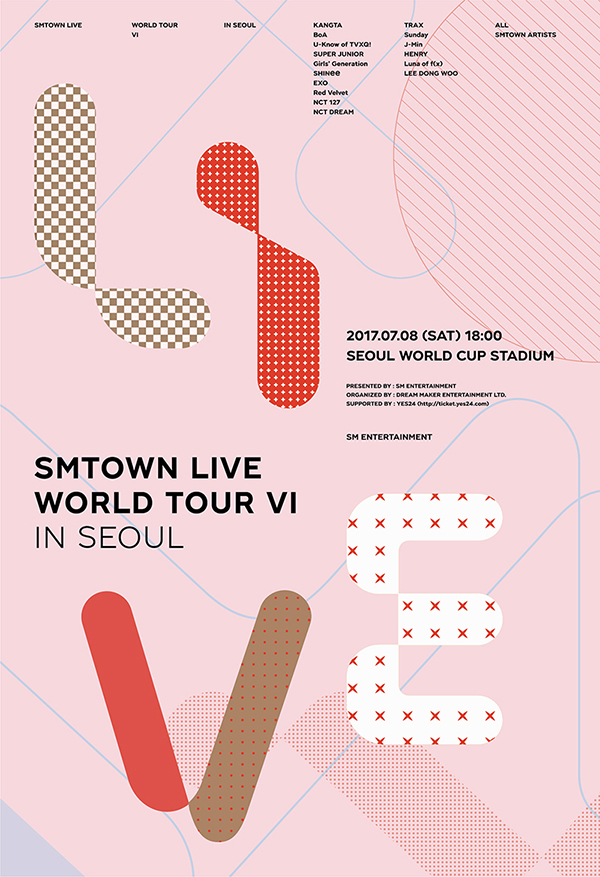 SMTOWN LIVE
WORLD TOUR
VI
IN SEOUL
KANGTA
BoA
U-Know of TVXQ!
SUPER JUNIOR
Girls' Generation
SHINee
EXO
Red Velvet
NCT 127
NCT DREAM
TRAX
Sunday
J-Min
HENRY
Luna of f(x)
LEE DONG WOO
ALL
SMTOWN ARTISTS
L I
2017.07.08 (SAT) 18:00
SEOUL WORLD CUP STADIUM
PRESENTED BY : SM ENTERTAINMENT
ORGANIZED BY : DREAM MAKER ENTERTAINMENT LTD.
SUPPORTED BY : YES24 (http://ticket.yes24.com)
SM ENTERTAINMENT
SMTOWN LIVE
WORLD TOUR VI
IN SEOUL
V E